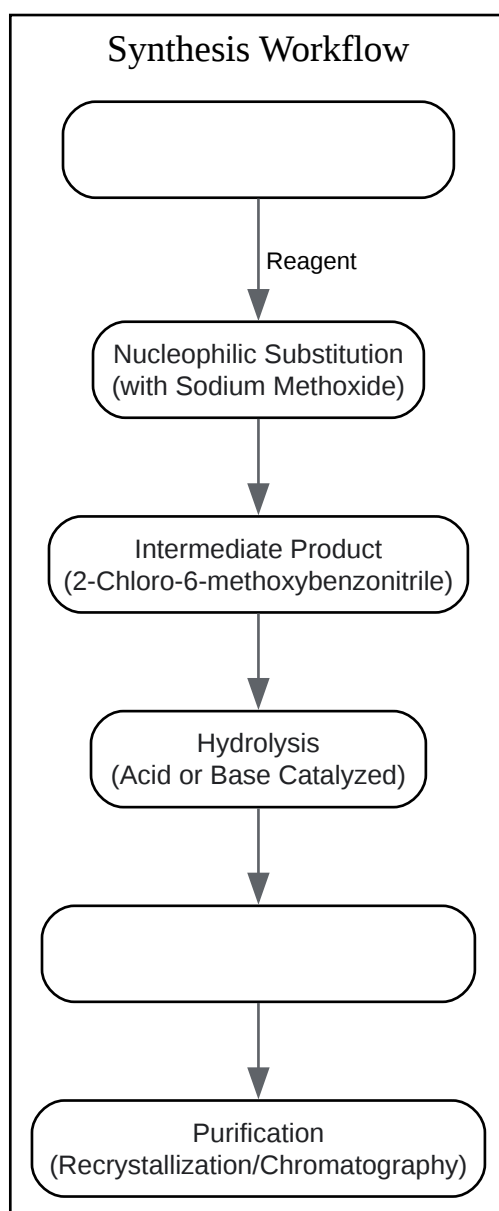 Synthesis Workflow
Reagent
Nucleophilic Substitution
(with Sodium Methoxide)
Intermediate Product
(2-Chloro-6-methoxybenzonitrile)
Hydrolysis
(Acid or Base Catalyzed)
Purification
(Recrystallization/Chromatography)